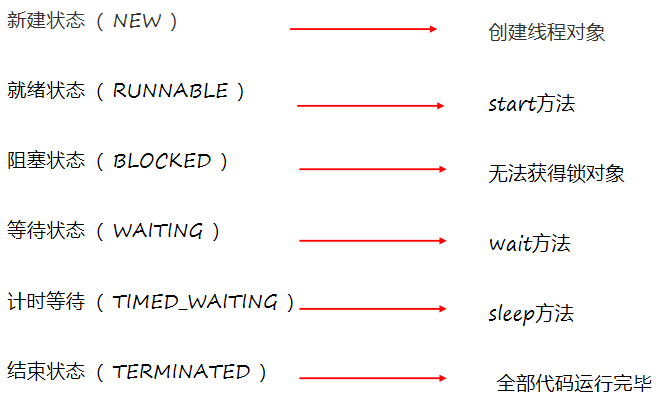 新建状态 ( NEW ) 创建线程对象
就绪状态 ( RUNNABLE ) start方法
阻塞状态 ( BLOCKED ) 无法获得锁对象
等待状态 ( WAITING ) wait方法
计时等待 ( TIMED_WAITING ) sleep方法
结束状态 ( TERMINATED ) 全部代码运行完毕